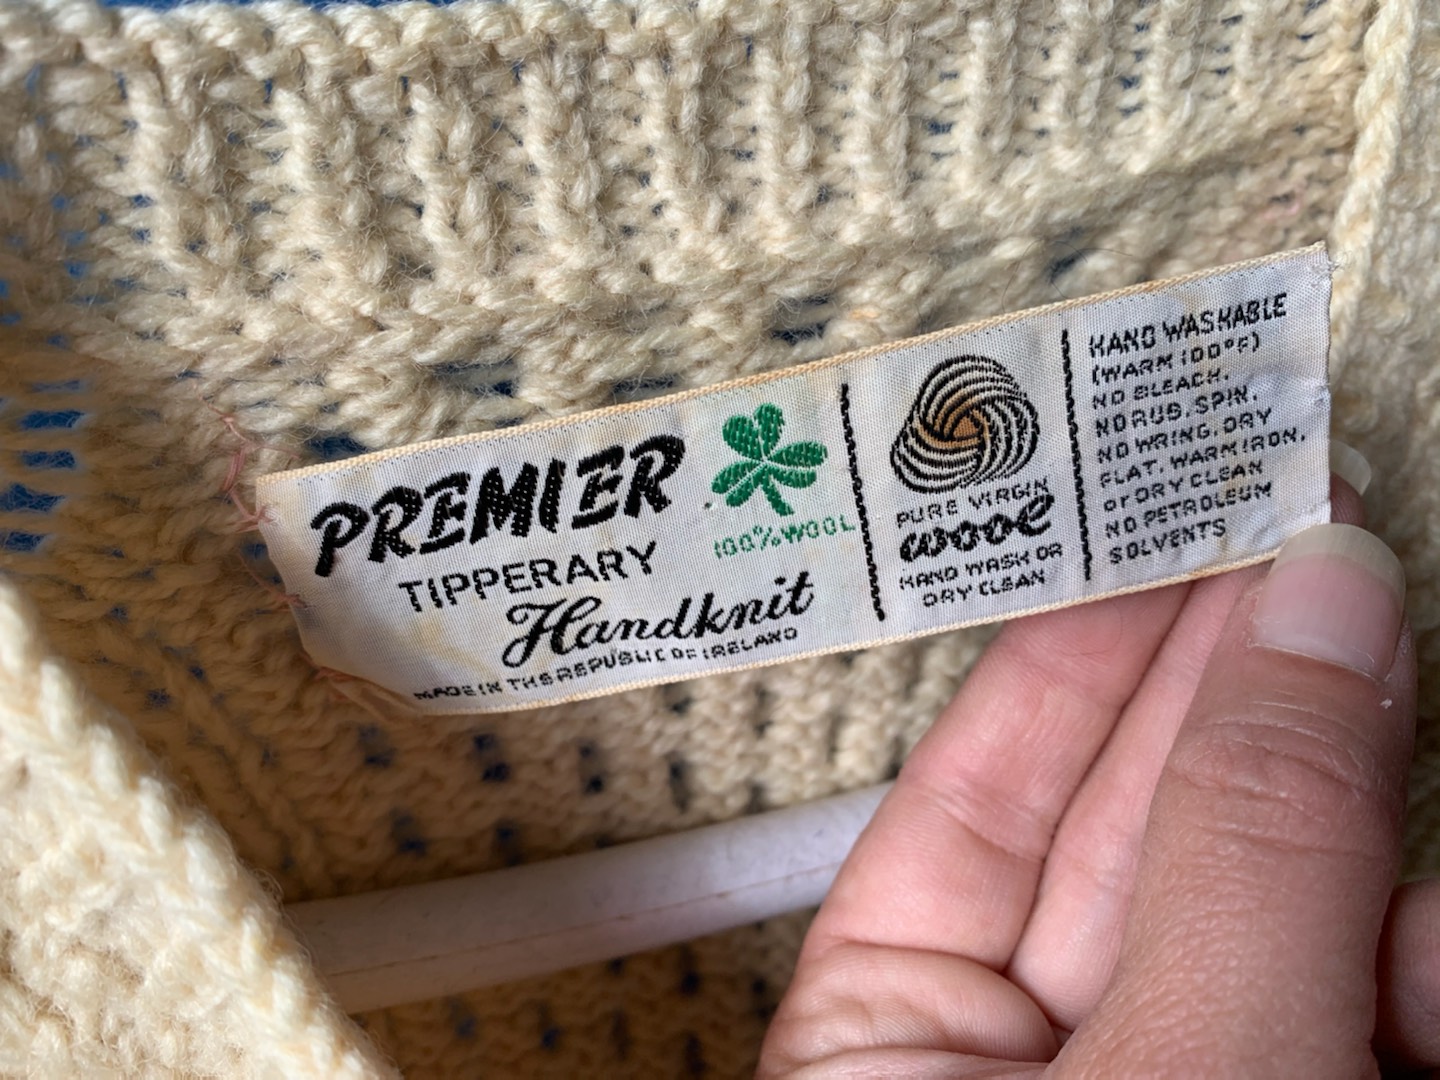 PREMIER
100% WOOL
TIPPERARY
Handknit
MADE IN THE REPUBLIC OF IRELAND
PURE VIRGIN
wool
HAND WASH OR
DRY CLEAN
HAND WASHABLE
(WARM 100°F)
NO BLEACH.
NO RUB. SPIN.
NO WRING. DRY
FLAT. WARM IRON.
or DRY CLEAN
NO PETROLEUM
SOLVENTS